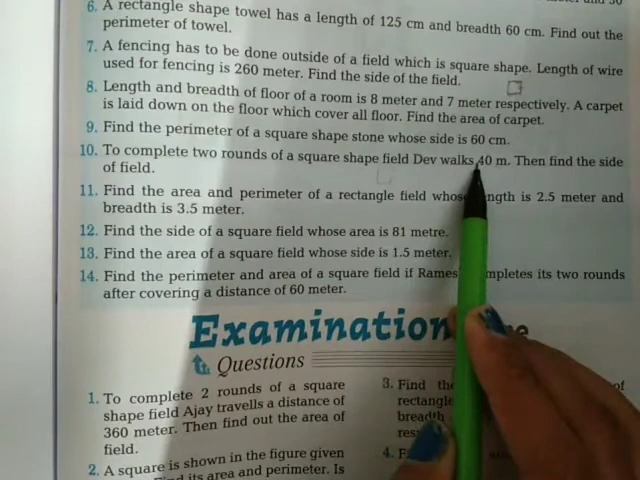 and 30
6. A rectangle shape towel has a length of 125 cm and breadth 60 cm. Find out the
perimeter of towel.
7. A fencing has to be done outside of a field which is square shape. Length of wire
used for fencing is 260 meter. Find the side of the field.
8. Length and breadth of floor of a room is 8 meter and 7 meter respectively. A carpet
is laid down on the floor which cover all floor. Find the area of carpet.
9. Find the perimeter of a square shape stone whose side is 60 cm.
10. To complete two rounds of a square shape field Dev walks 40 m. Then find the side
of field.
11. Find the area and perimeter of a rectangle field whose length is 2.5 meter and
breadth is 3.5 meter.
12. Find the side of a square field whose area is 81 metre.
13. Find the area of a square field whose side is 1.5 meter.
14. Find the perimeter and area of a square field if Rames mpletes its two rounds
after covering a distance of 60 meter.
Examination
Questions
1. To complete 2 rounds of a square
shape field Ajay travells a distance of
360 meter. Then find out the area of
field.
2. A square is shown in the figure given
Find its area and perimeter. Is
3. Find the of
rectangle
breadth
res
4. F